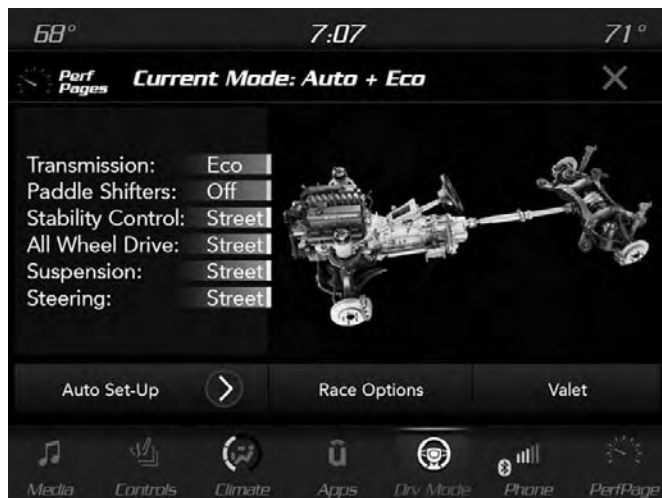 68°
7:07
71°
Perf
Pages
Current Mode: Auto + Eco
Transmission: Eco
Paddle Shifters: Off
Stability Control: Street
All Wheel Drive: Street
Suspension: Street
Steering: Street
Auto Set-Up
Race Options
Valet
Media
Controls
Climate
Apps
Drv Mode
Phone
PerfPage